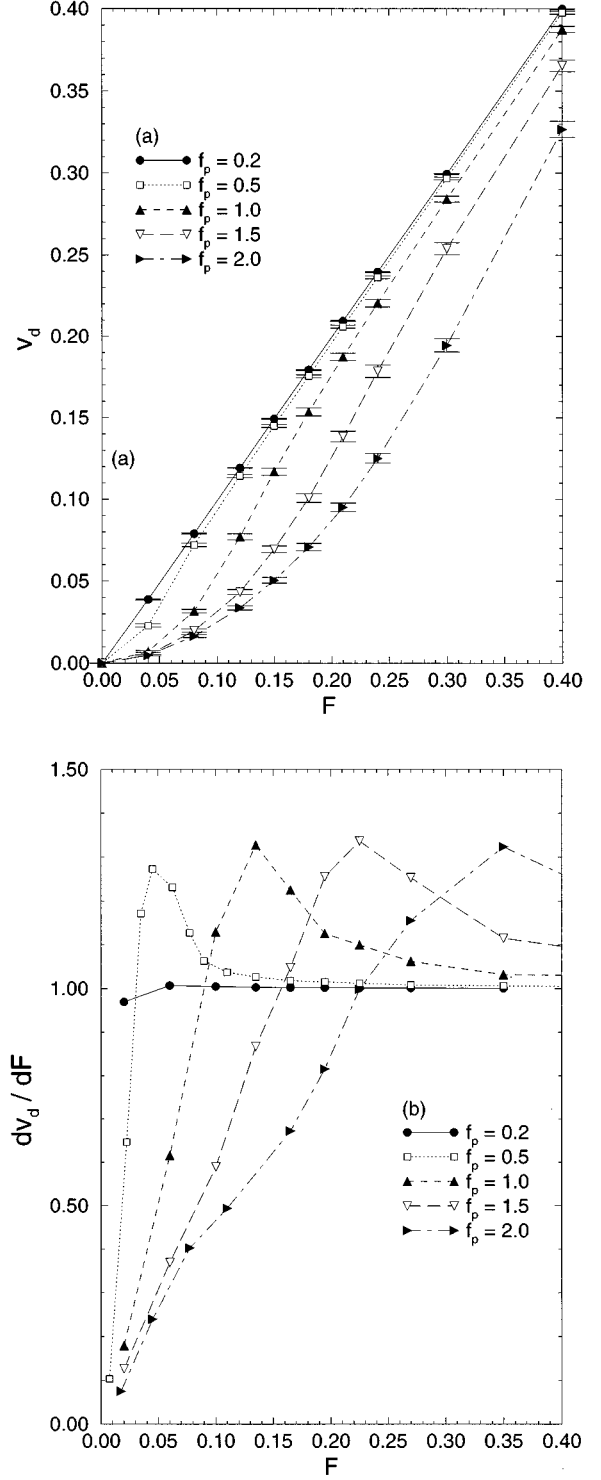 0.40
0.35
0.30
0.25
0.20
0.15
0.10
0.05
0.00
v_d
(a)
f_p = 0.2
f_p = 0.5
f_p = 1.0
f_p = 1.5
f_p = 2.0
(a)
0.00 0.05 0.10 0.15 0.20 0.25 0.30 0.35 0.40
F
1.50
1.00
0.50
0.00
dv_d / dF
(b)
f_p = 0.2
f_p = 0.5
f_p = 1.0
f_p = 1.5
f_p = 2.0
0.00 0.05 0.10 0.15 0.20 0.25 0.30 0.35 0.40
F